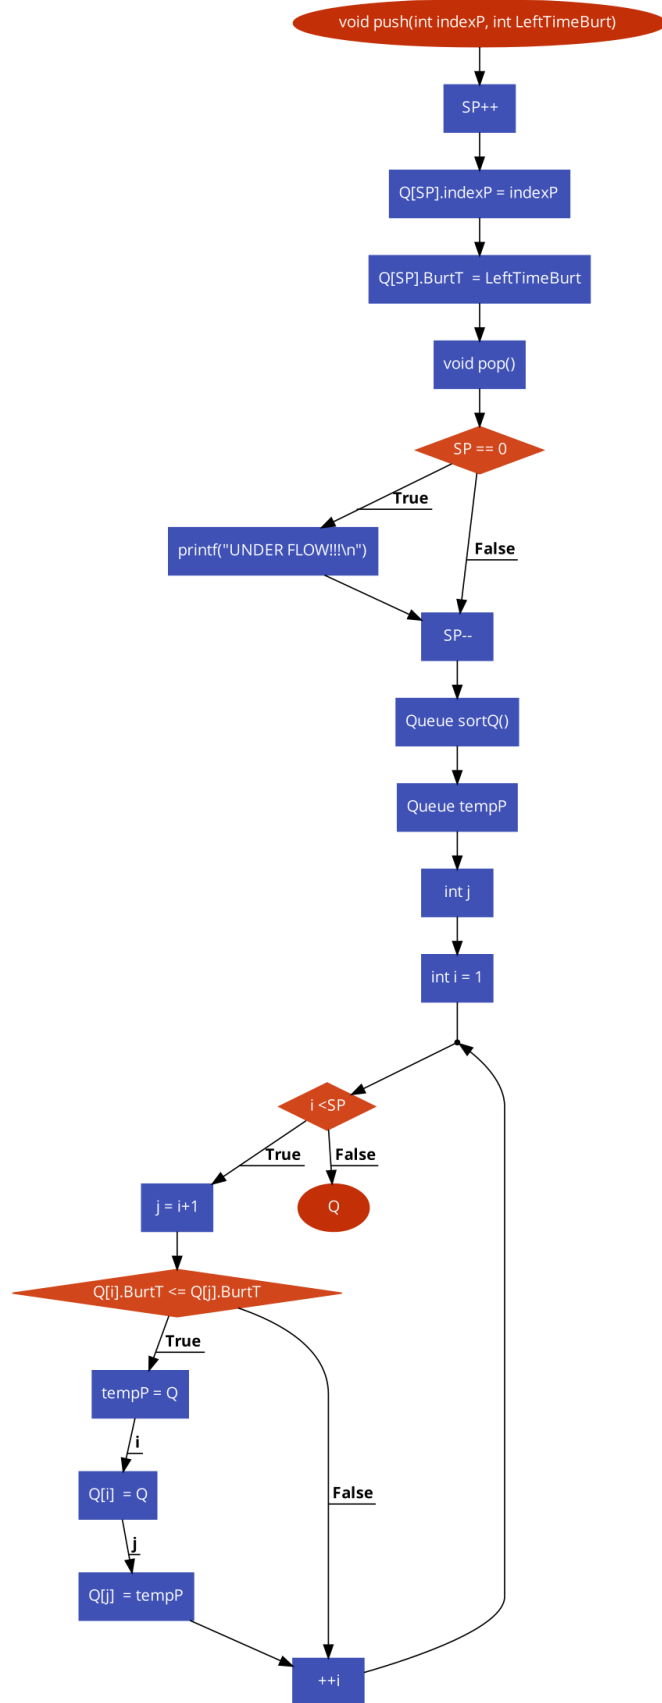 void push(int indexP, int LeftTimeBurt)
SP++
Q[SP].indexP = indexP
Q[SP].BurtT  = LeftTimeBurt
void pop()
SP == 0
True
printf("UNDER FLOW!!!\n")
False
SP--
Queue sortQ()
Queue tempP
int j
int i = 1
i <SP
True
False
j = i+1
Q
Q[i].BurtT <= Q[j].BurtT
True
tempP = Q
i
Q[i]  = Q
False
j
Q[j]  = tempP
++i